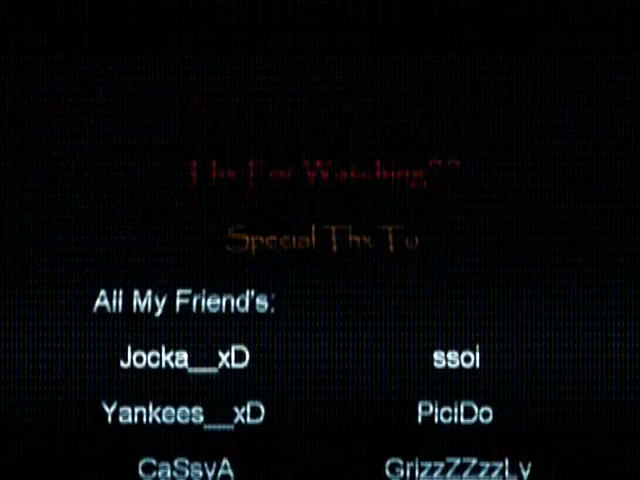 Thx For Watching^^
Special Thx To
All My Friend's:
Jocka__xD ssoi
Yankees__xD PiciDo
CaSsyA GrizzZZzzLy